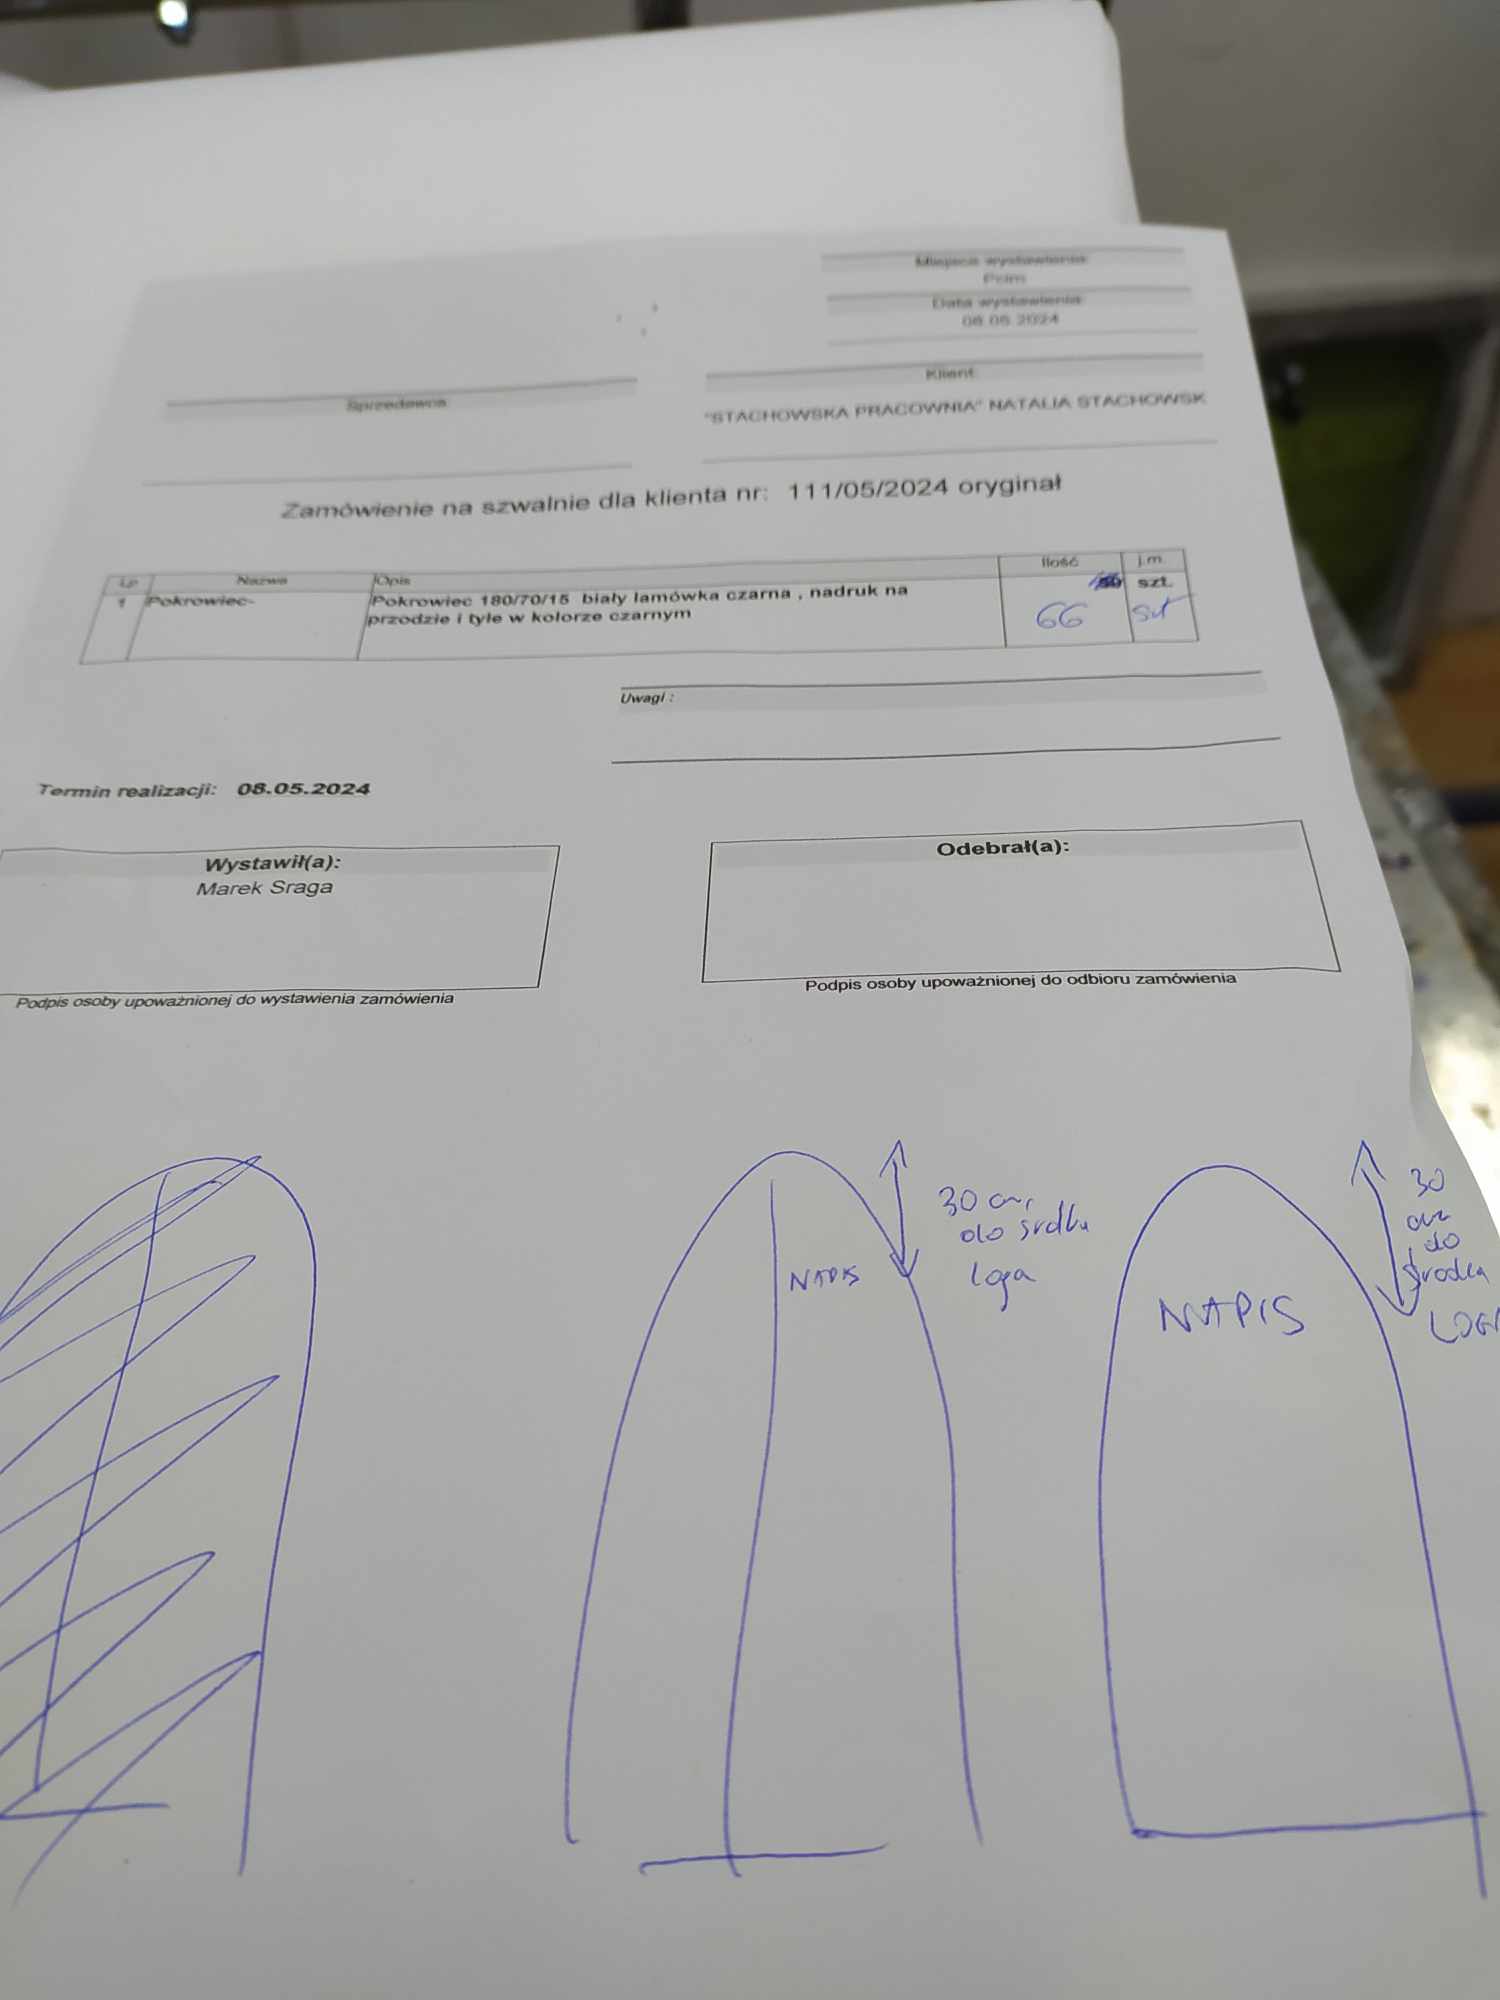 Miejsce wystawienia:
Data wystawienia:
08.05.2024
Sprzedawca
Klient:
"STACHOWSKA PRACOWNIA" NATALIA STACHOWSK
Zamówienie na szwalnie dla klienta nr: 111/05/2024 oryginał
Lp Nazwa Opis Ilość j.m.
1 Pokrowiec- Pokrowiec 180/70/15 biały lamówka czarna , nadruk na szt.
przodzie i tyle w kolorze czarnym 66 szt
Uwagi :
Termin realizacji: 08.05.2024
Wystawił(a):
Marek Sraga
Odebrał(a):
Podpis osoby upoważnionej do wystawienia zamówienia
Podpis osoby upoważnionej do odbioru zamówienia
NAPIS
30 cm
do środka
loga
NAPIS
30
cm
do
środka
LOGA